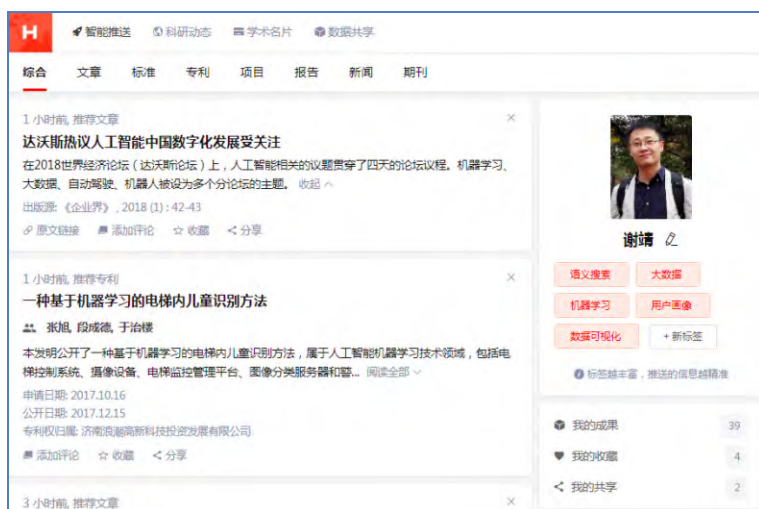 H 智能推送 科研动态 学术名片 数据共享
综合 文章 标准 专利 项目 报告 新闻 期刊
1 小时前, 推荐文章
达沃斯热议人工智能中国数字化发展受关注
在2018世界经济论坛（达沃斯论坛）上，人工智能相关的议题贯穿了四天的论坛议程。机器学习、
大数据、自动驾驶、机器人被设为多个分论坛的主题。 收起
出版源: 《企业界》, 2018 (1) : 42-43
原文链接 添加评论 收藏 分享
1 小时前, 推荐专利
一种基于机器学习的电梯内儿童识别方法
张旭, 段成德, 于治楼
本发明公开了一种基于机器学习的电梯内儿童识别方法，属于人工智能机器学习技术领域，包括电
梯控制系统、摄像设备、电梯监控管理平台、图像分类服务器和警... 阅读全部
申请日期: 2017.10.16
公开日期: 2017.12.15
专利权归属: 济南浪潮高新科技投资发展有限公司
添加评论 收藏 分享
3 小时前, 推荐文章
谢靖
语义搜索 大数据
机器学习 用户画像
数据可视化 +新标签
标签越丰富，推送的信息越精准
我的成果 39
我的收藏 4
我的共享 2